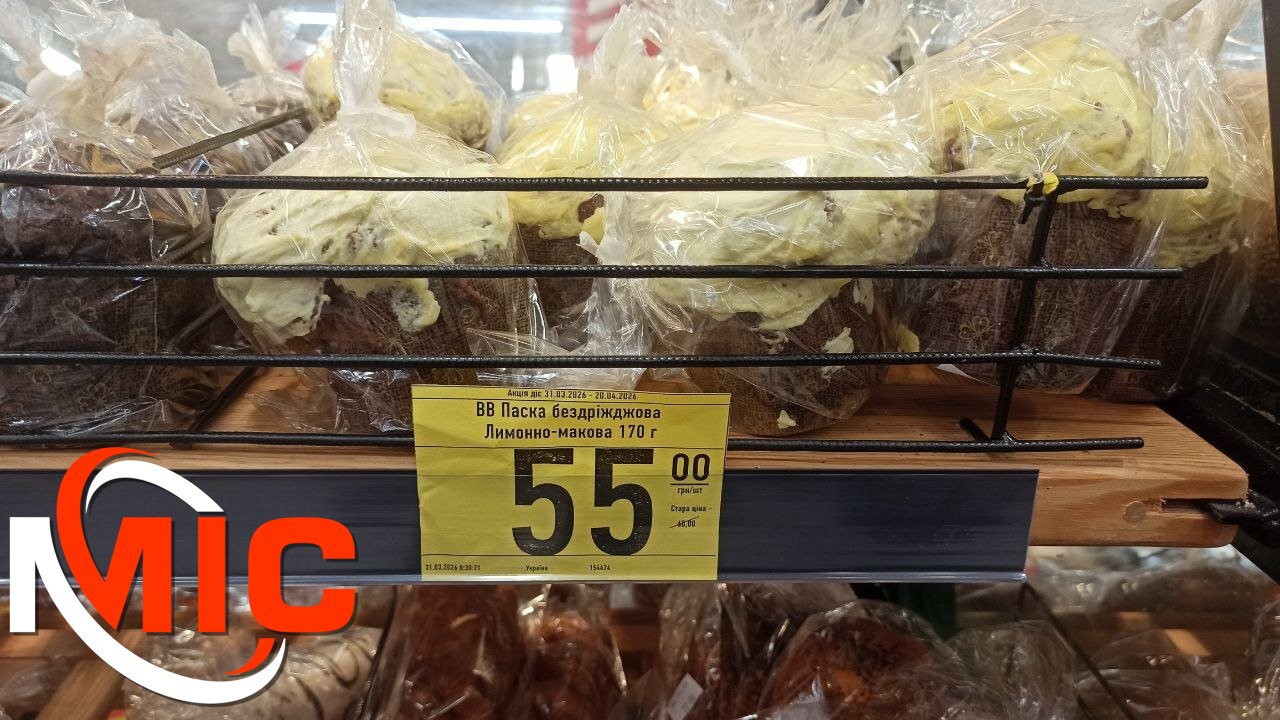 Акція діє 31.03.2026 - 20.04.2026
ВВ Паска бездріжджова
Лимонно-макова 170 г
55 00
грн/шт
Стара ціна -
60,00
31.03.2026 8:30:21 Україна 154474
МІС